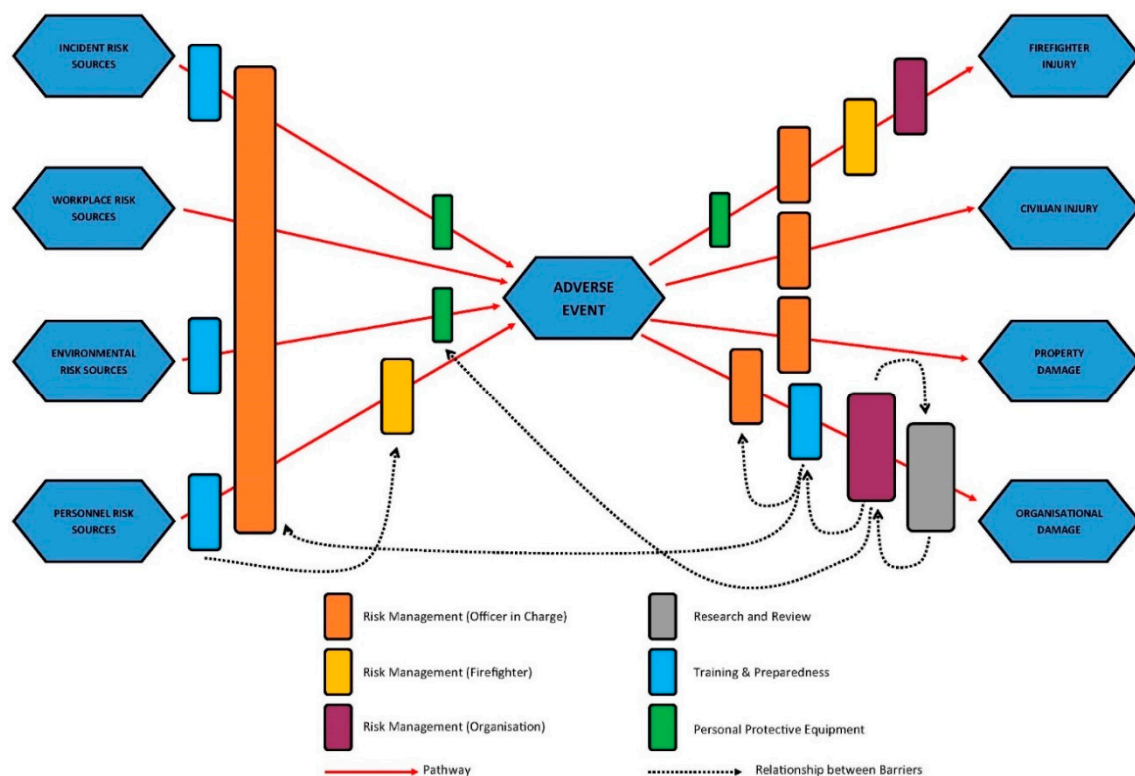 INCIDENT RISK
SOURCES
FIREFIGHTER
INJURY
WORKPLACE RISK
SOURCES
CIVILIAN INJURY
ADVERSE
EVENT
ENVIRONMENTAL
RISK SOURCES
PROPERTY
DAMAGE
PERSONNEL RISK
SOURCES
ORGANISATIONAL
DAMAGE
Risk Management (Officer in Charge)
Research and Review
Risk Management (Firefighter)
Training & Preparedness
Risk Management (Organisation)
Personal Protective Equipment
Pathway
Relationship between Barriers